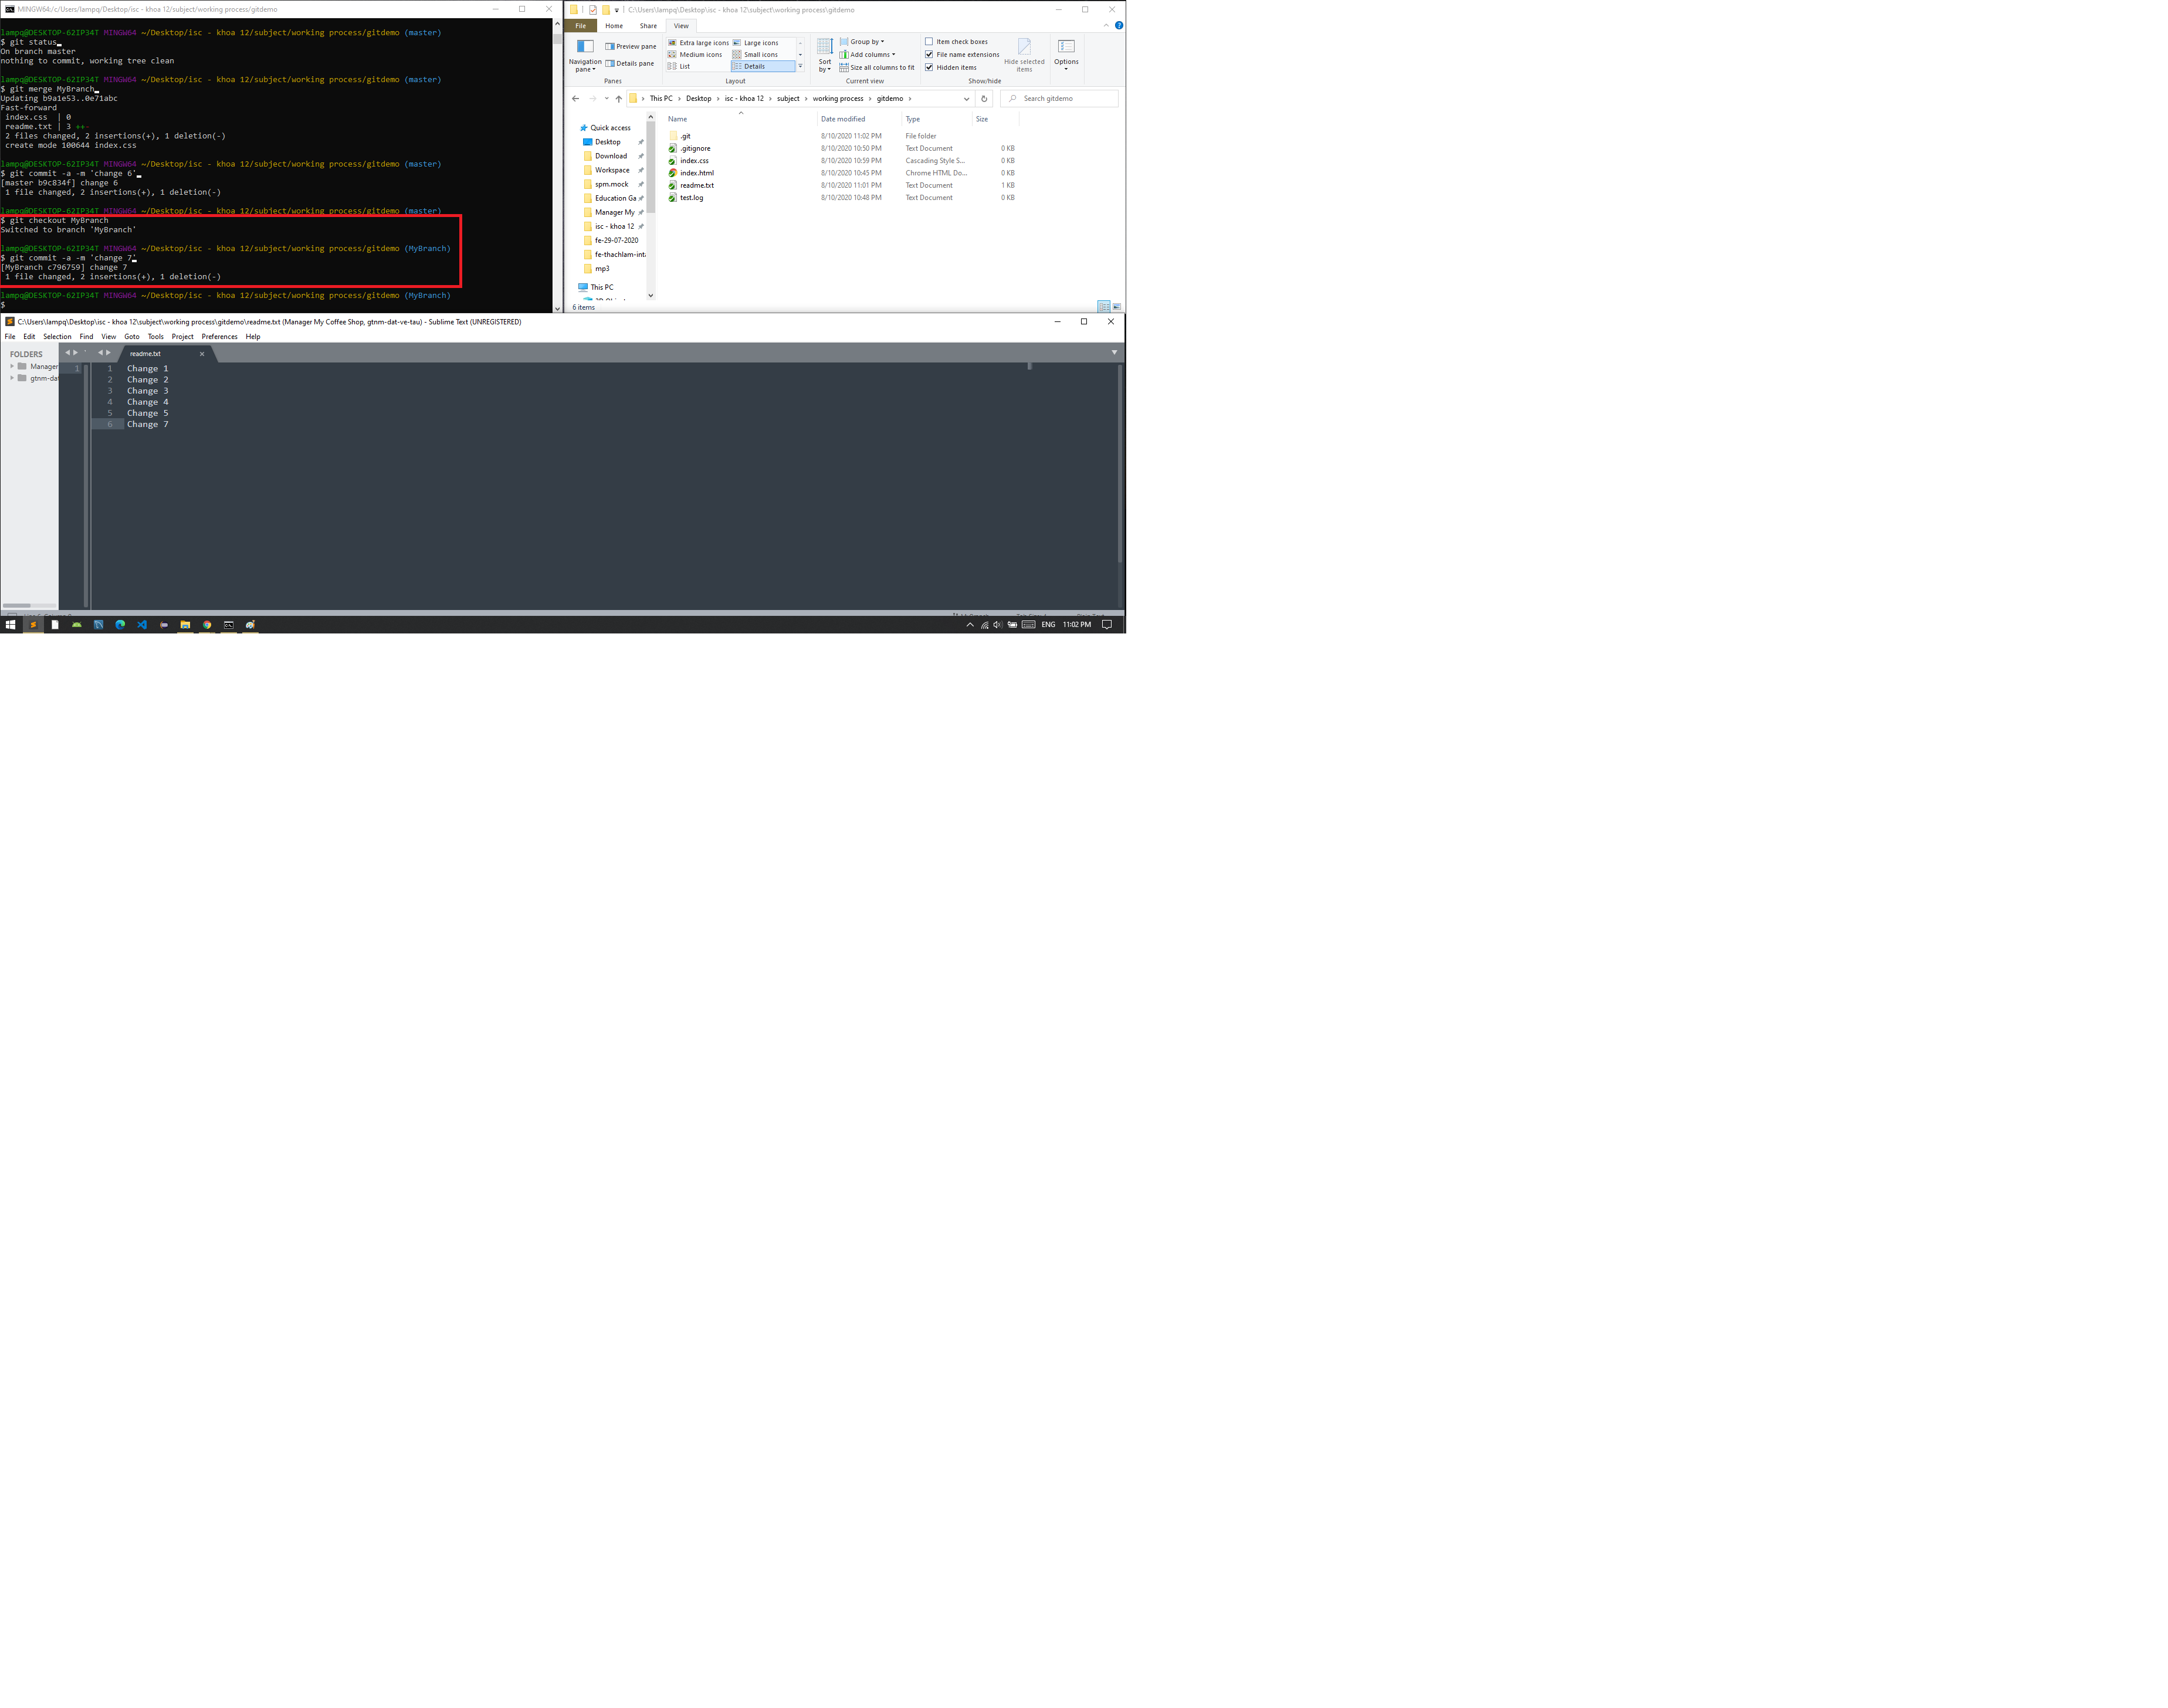 MINGW64:/c/Users/lampq/Desktop/isc - khoa 12/subject/working process/gitdemo
lampq@DESKTOP-62IP34T MINGW64 ~/Desktop/isc - khoa 12/subject/working process/gitdemo (master)
$ git status
On branch master
nothing to commit, working tree clean
lampq@DESKTOP-62IP34T MINGW64 ~/Desktop/isc - khoa 12/subject/working process/gitdemo (master)
$ git merge MyBranch
Updating b9a1e53..0e71abc
Fast-forward
index.css | 0
readme.txt | 3 ++-
2 files changed, 2 insertions(+), 1 deletion(-)
create mode 100644 index.css
lampq@DESKTOP-62IP34T MINGW64 ~/Desktop/isc - khoa 12/subject/working process/gitdemo (master)
$ git commit -a -m 'change 6'
[master b9c834f] change 6
1 file changed, 2 insertions(+), 1 deletion(-)
lampq@DESKTOP-62IP34T MINGW64 ~/Desktop/isc - khoa 12/subject/working process/gitdemo (master)
$ git checkout MyBranch
Switched to branch 'MyBranch'
lampq@DESKTOP-62IP34T MINGW64 ~/Desktop/isc - khoa 12/subject/working process/gitdemo (MyBranch)
$ git commit -a -m 'change 7'
[MyBranch c796759] change 7
1 file changed, 2 insertions(+), 1 deletion(-)
lampq@DESKTOP-62IP34T MINGW64 ~/Desktop/isc - khoa 12/subject/working process/gitdemo (MyBranch)
$
C:\Users\lampq\Desktop\isc - khoa 12\subject\working process\gitdemo
File Home Share View
Navigation pane
Preview pane
Details pane
Panes
Extra large icons Large icons
Medium icons Small icons
List Details
Layout
Sort by
Group by
Add columns
Size all columns to fit
Current view
Item check boxes
File name extensions
Hidden items
Hide selected items
Show/hide
Options
This PC > Desktop > isc - khoa 12 > subject > working process > gitdemo >
Search gitdemo
Quick access
Desktop
Download
Workspace
spm.mock
Education Ga
Manager My
isc - khoa 12
fe-29-07-2020
fe-thachlam-int
mp3
This PC
Name Date modified Type Size
.git 8/10/2020 11:02 PM File folder
.gitignore 8/10/2020 10:50 PM Text Document 0 KB
index.css 8/10/2020 10:59 PM Cascading Style S... 0 KB
index.html 8/10/2020 10:45 PM Chrome HTML Do... 0 KB
readme.txt 8/10/2020 11:01 PM Text Document 1 KB
test.log 8/10/2020 10:48 PM Text Document 0 KB
6 items
C:\Users\lampq\Desktop\isc - khoa 12\subject\working process\gitdemo\readme.txt (Manager My Coffee Shop, gtnm-dat-ve-tau) - Sublime Text (UNREGISTERED)
File Edit Selection Find View Goto Tools Project Preferences Help
FOLDERS
Manager
gtnm-dat
readme.txt
1
1 Change 1
2 Change 2
3 Change 3
4 Change 4
5 Change 5
6 Change 7
ENG 11:02 PM